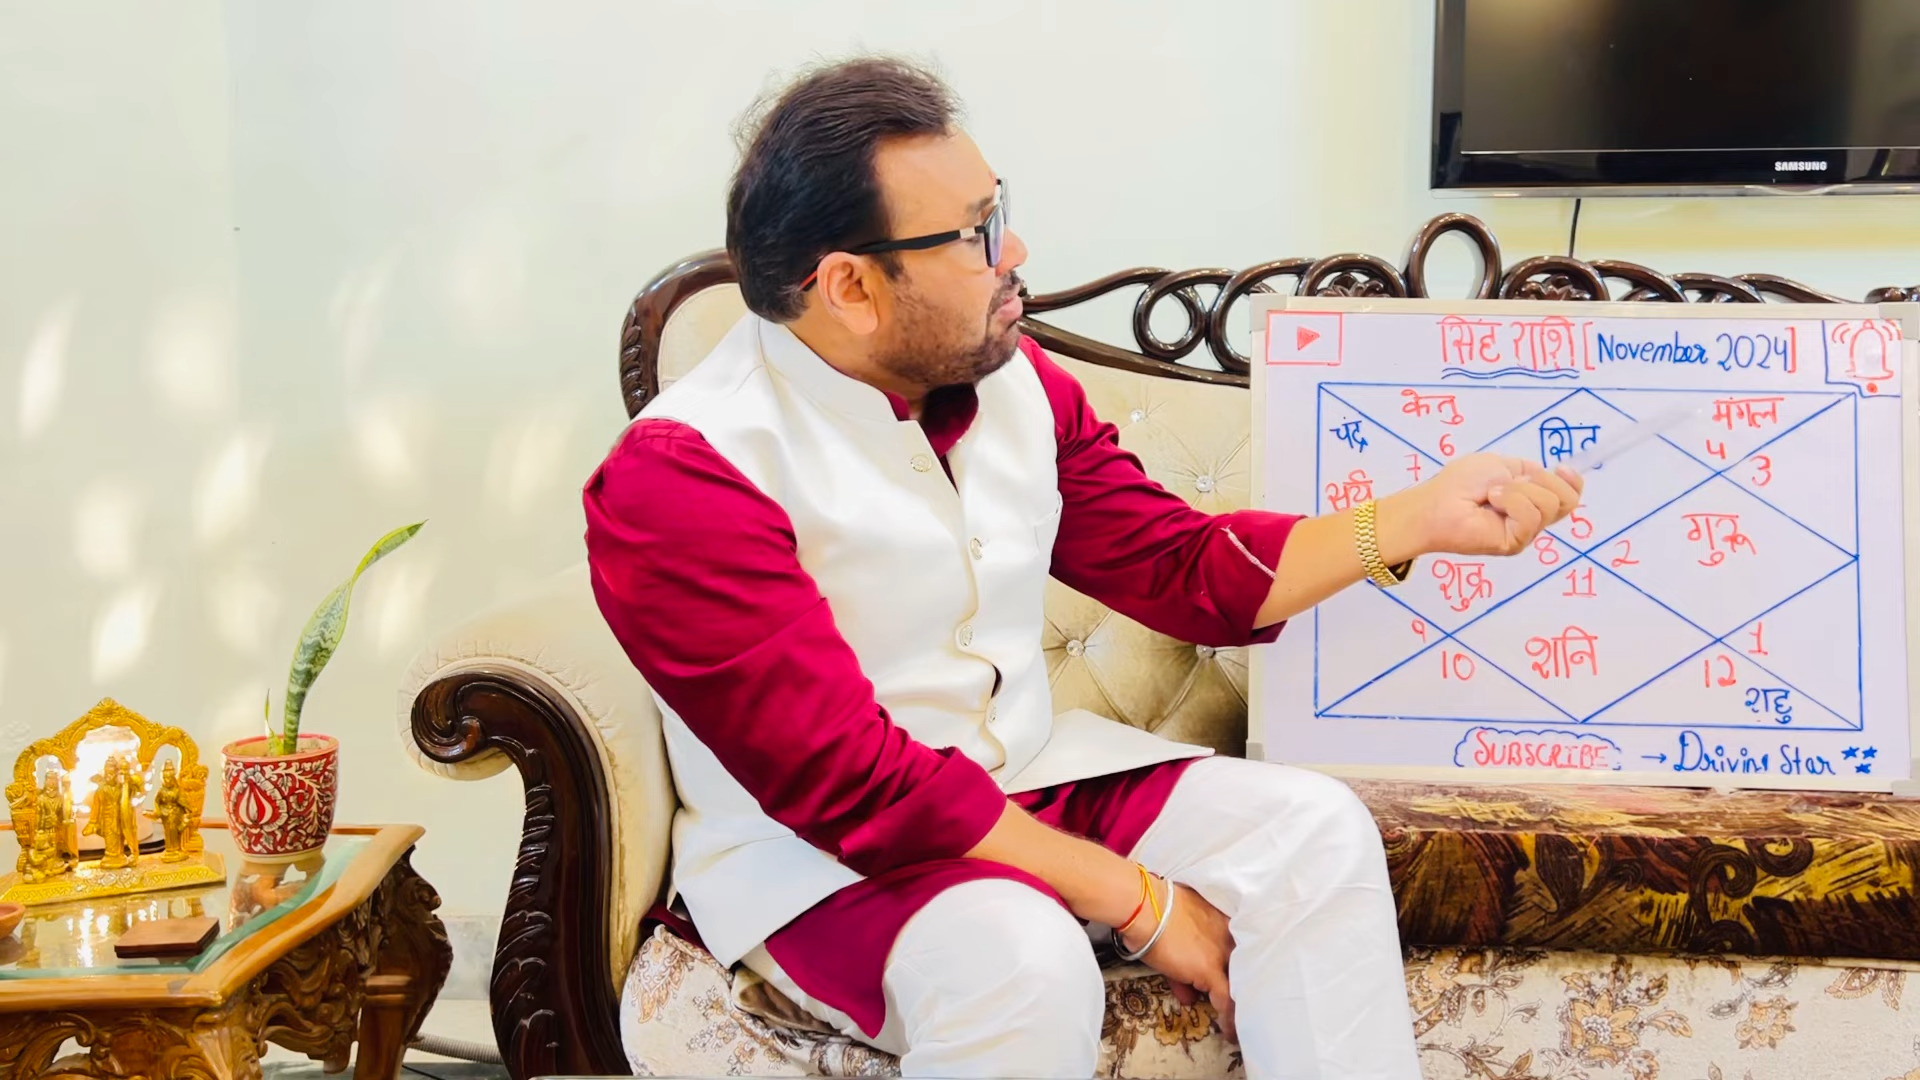 SAMSUNG
सिंह राशि [November 2024]
केतु
मंगल
चंद्र
सिंह
6
4
7
3
सूर्य
5
गुरु
8
2
शुक्र
11
9
1
10
शनि
12
राहु
SUBSCRIBE → Driving Star